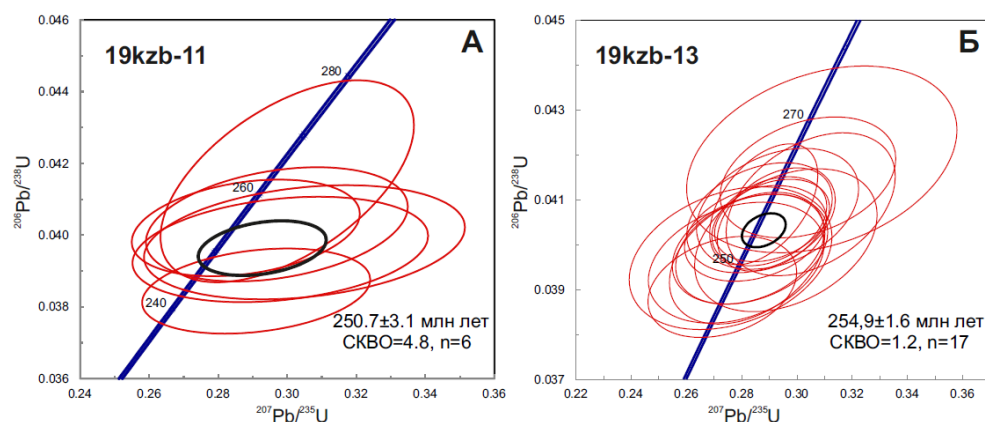 19kzb-11
А
0.046
0.044
0.042
0.040
0.038
0.036
²⁰⁶Pb/²³⁸U
280
260
240
250.7±3.1 млн лет
СКВО=4.8, n=6
0.24
0.26
0.28
0.30
0.32
0.34
0.36
²⁰⁷Pb/²³⁵U
19kzb-13
Б
0.045
0.043
0.041
0.039
0.037
²⁰⁶Pb/²³⁸U
270
250
254,9±1.6 млн лет
СКВО=1.2, n=17
0.22
0.24
0.26
0.28
0.30
0.32
0.34
0.36
²⁰⁷Pb/²³⁵U